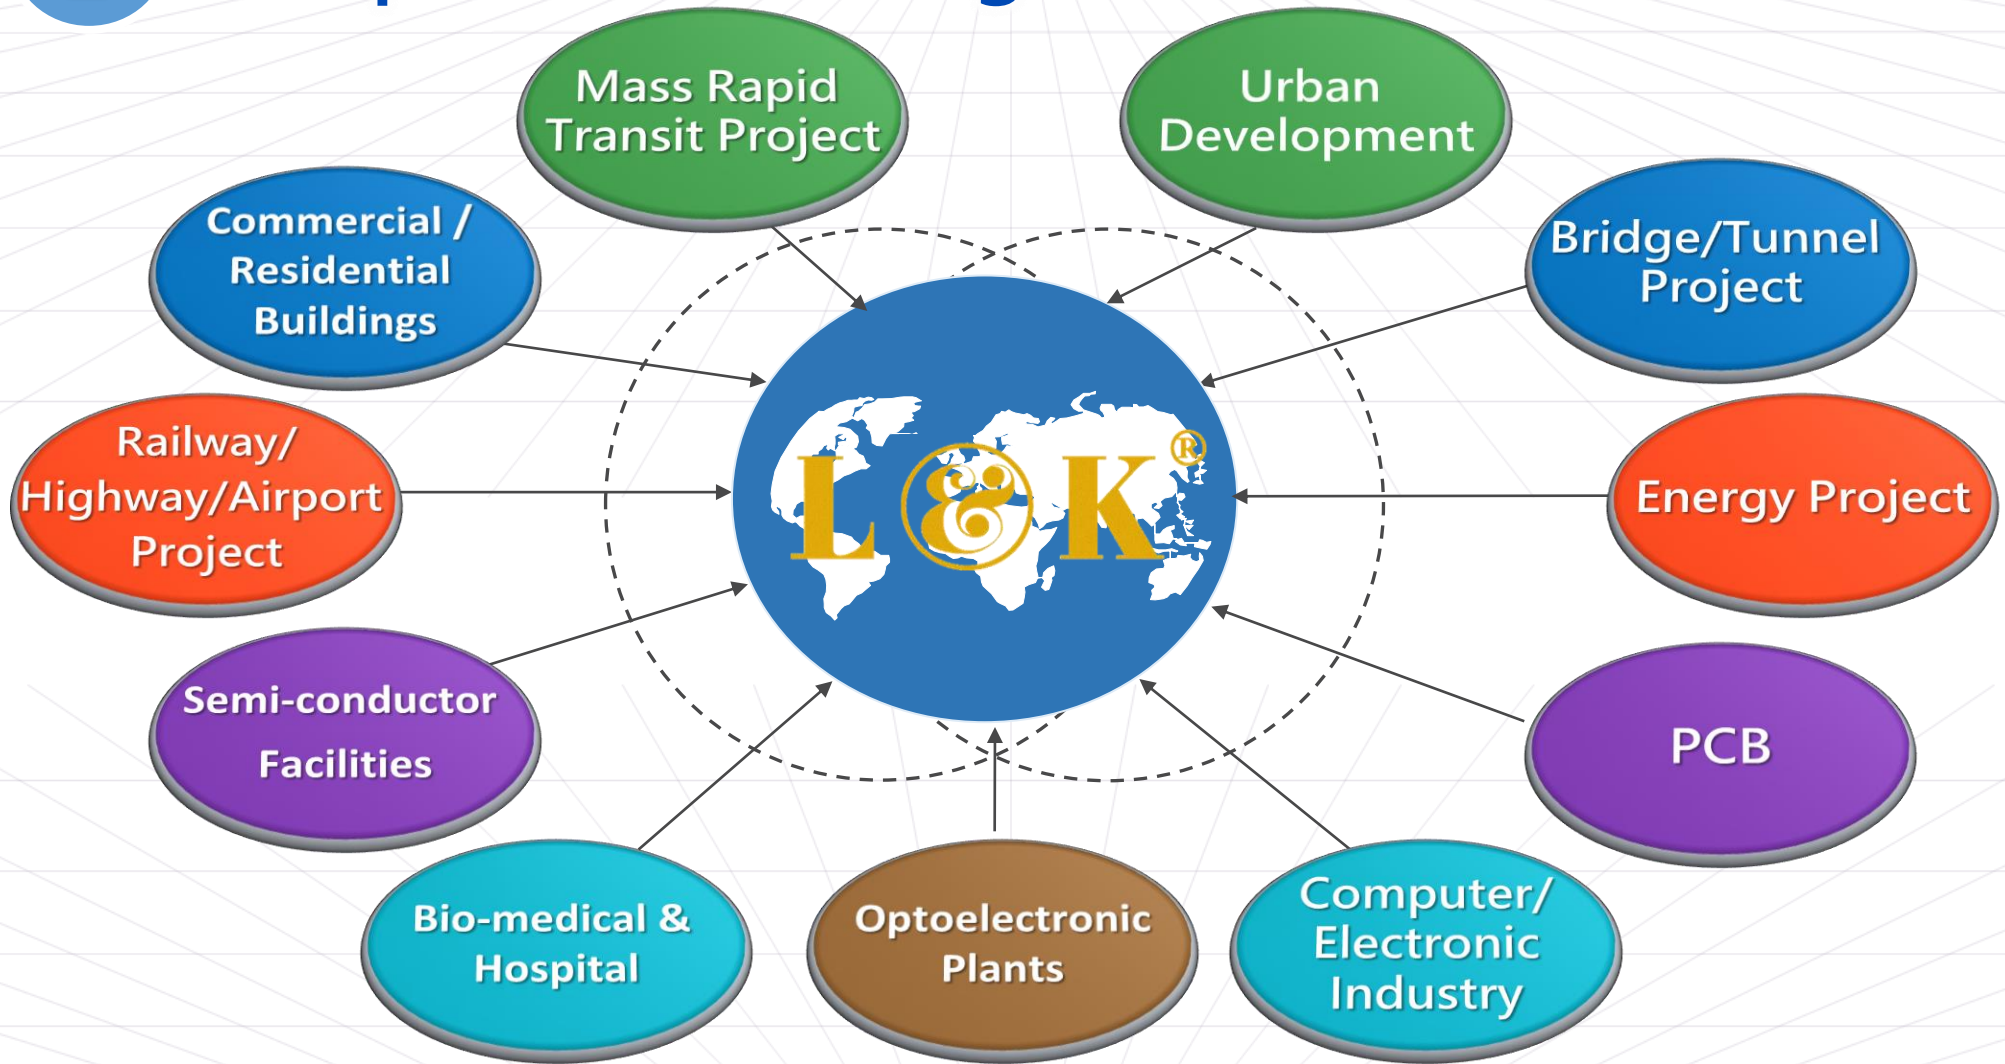 Mass Rapid
Transit Project
Urban
Development
Commercial /
Residential
Buildings
Bridge/Tunnel
Project
Railway/
Highway/Airport
Project
L & K ®
Energy Project
Semi-conductor
Facilities
PCB
Bio-medical &
Hospital
Optoelectronic
Plants
Computer/
Electronic
Industry